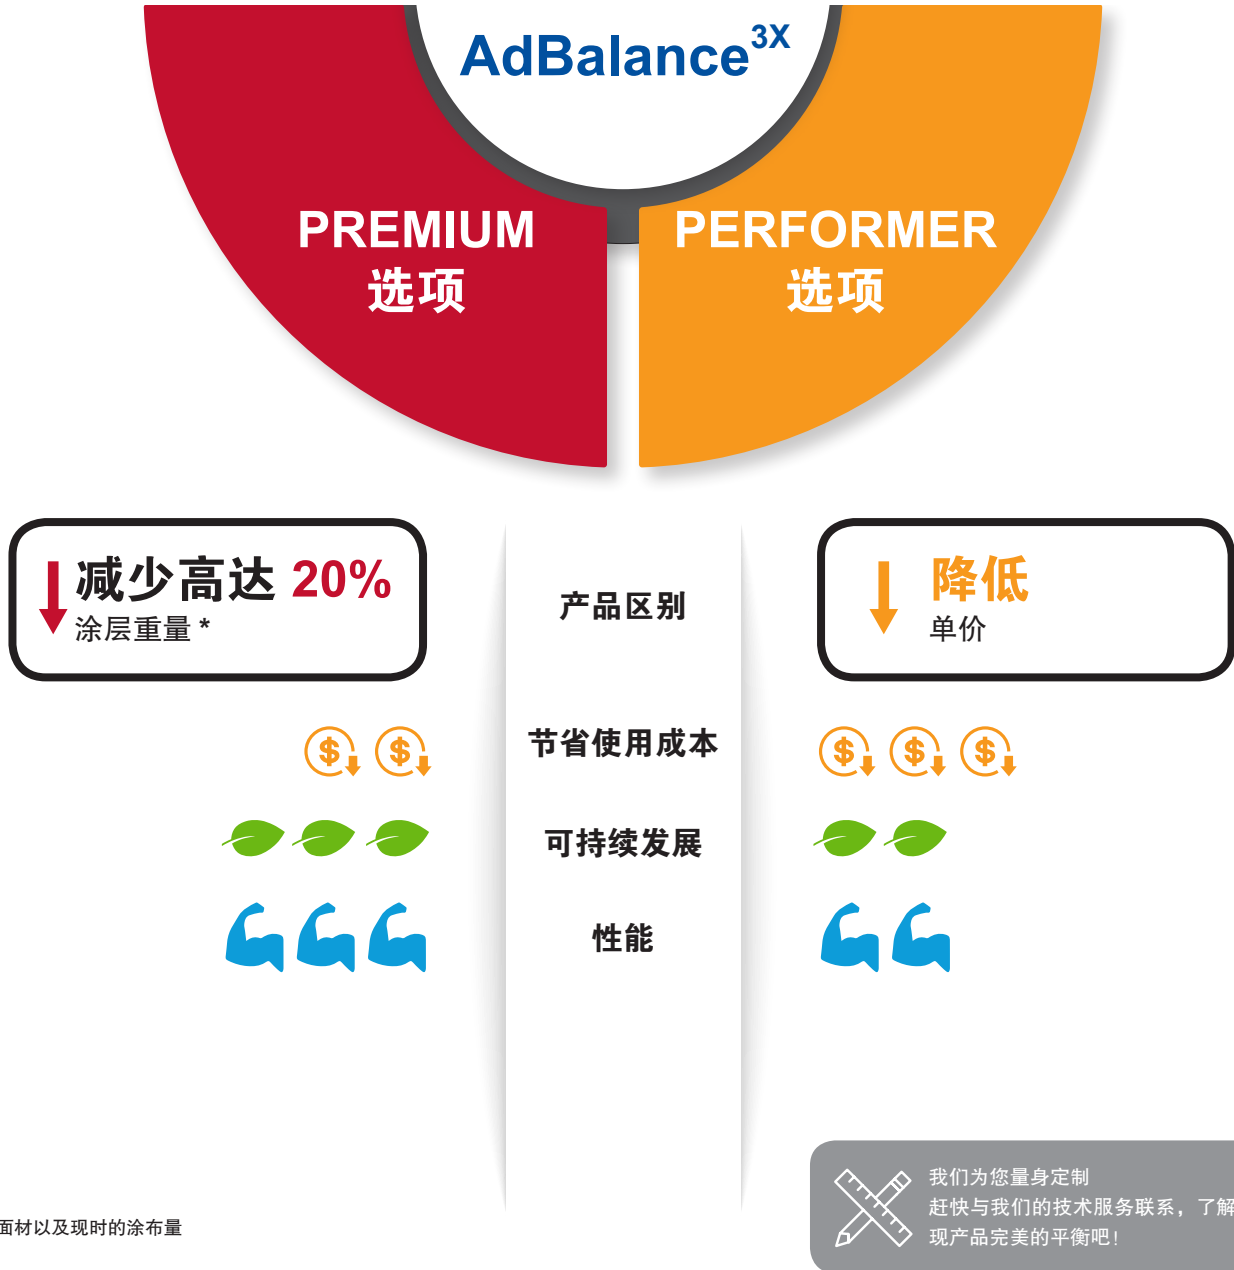 AdBalance3X
PREMIUM
选项
PERFORMER
选项
减少高达 20%
涂层重量 *
产品区别
降低
单价
节省使用成本
可持续发展
性能
我们为您量身定制
赶快与我们的技术服务联系，了解
现产品完美的平衡吧！
面材以及现时的涂布量